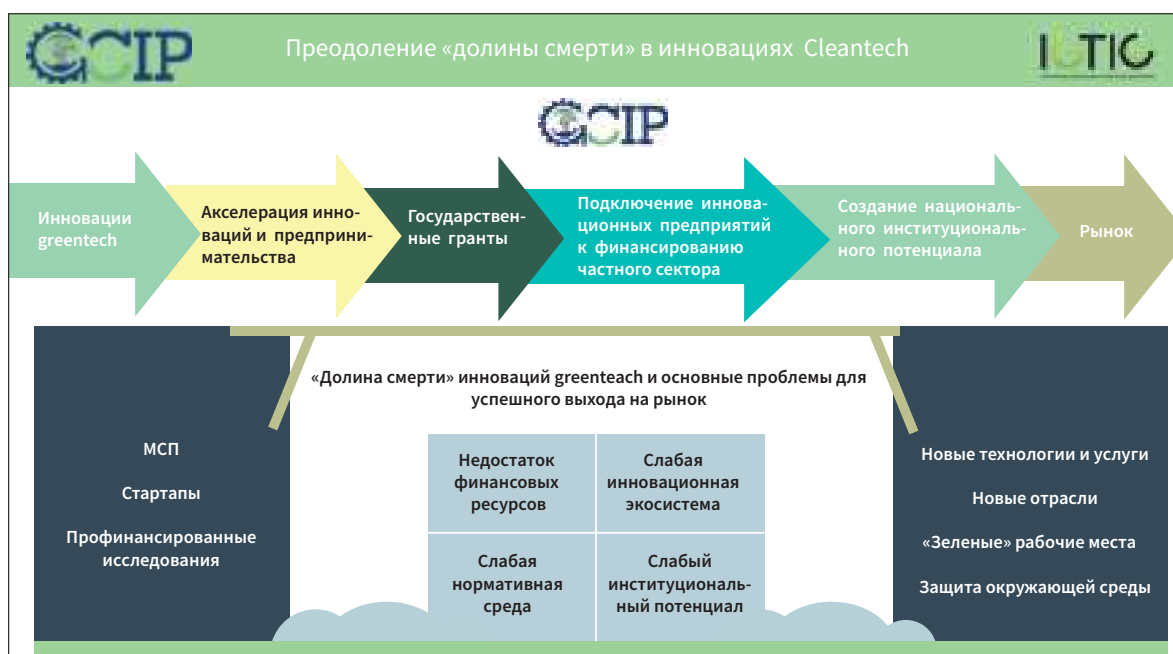 GCIP
Преодоление «долины смерти» в инновациях Cleantech
IGTIC
GCIP
Инновации
greentech
Акселерация инно-
ваций и предприни-
мательства
Государствен-
ные гранты
Подключение иннова-
ционных предприятий
к финансированию
частного сектора
Создание националь-
ного институциональ-
ного потенциала
Рынок
«Долина смерти» инноваций greenteach и основные проблемы для
успешного выхода на рынок
МСП
Стартапы
Профинансированные
исследования
Недостаток
финансовых
ресурсов
Слабая
инновационная
экосистема
Слабая
нормативная
среда
Слабый
институциональ-
ный потенциал
Новые технологии и услуги
Новые отрасли
«Зеленые» рабочие места
Защита окружающей среды